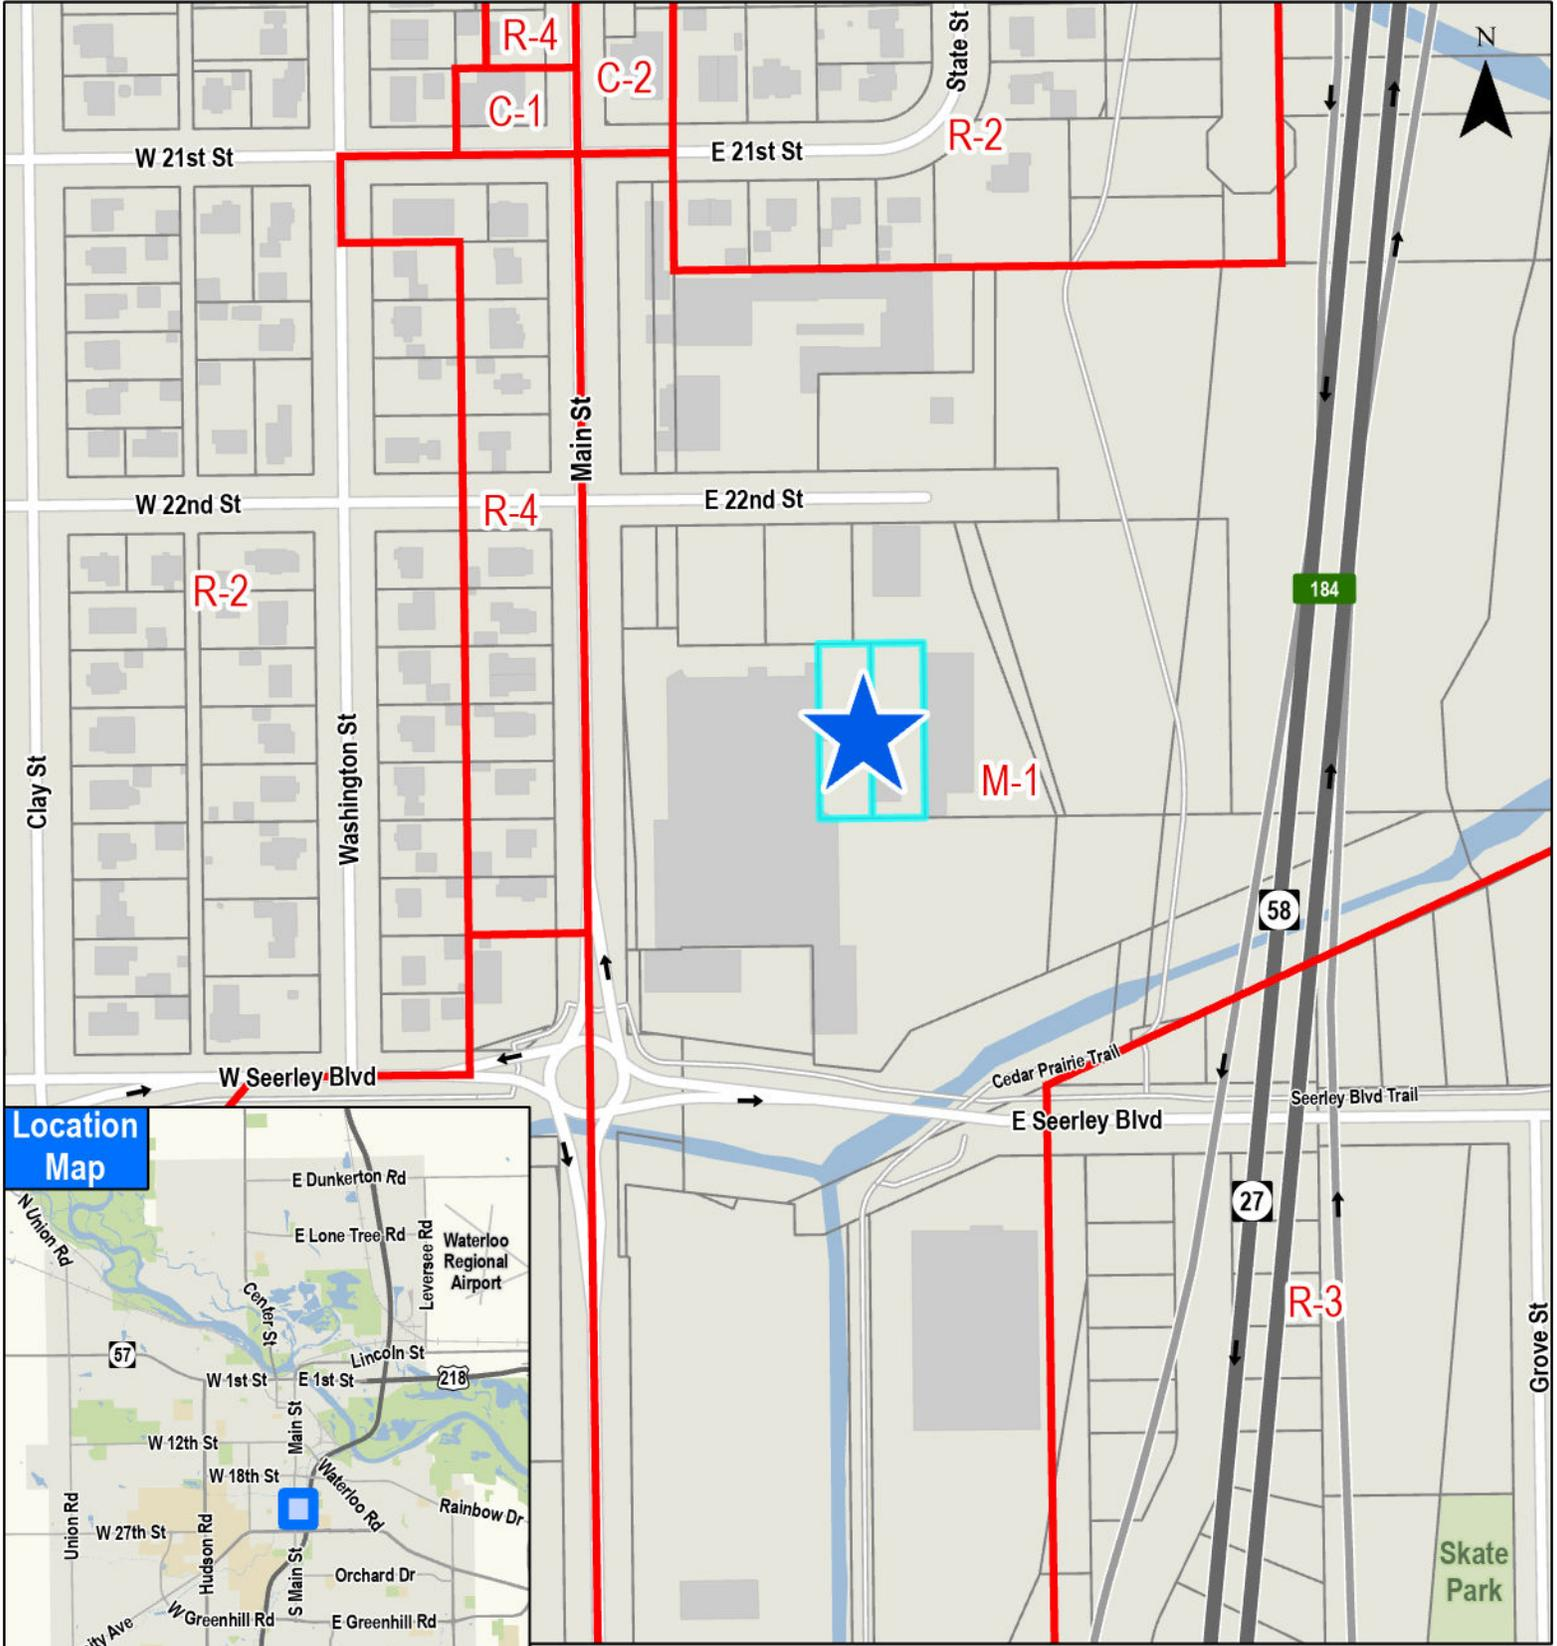 R-4
C-2
State St
N
C-1
W 21st St
E 21st St
R-2
Main St
W 22nd St
R-4
E 22nd St
R-2
184
Clay St
Washington St
M-1
58
Cedar Prairie Trail
W Seerley Blvd
Seerley Blvd Trail
E Seerley Blvd
27
R-3
Grove St
Skate
Park
Location
Map
N Union Rd
E Dunkerton Rd
E Lone Tree Rd
Leversee Rd
Waterloo
Regional
Airport
Center St
57
Lincoln St
W 1st St
E 1st St
218
Main St
W 12th St
W 18th St
Waterloo Rd
Rainbow Dr
Union Rd
W 27th St
Hudson Rd
S Main St
Orchard Dr
W Greenhill Rd
E Greenhill Rd
ity Ave